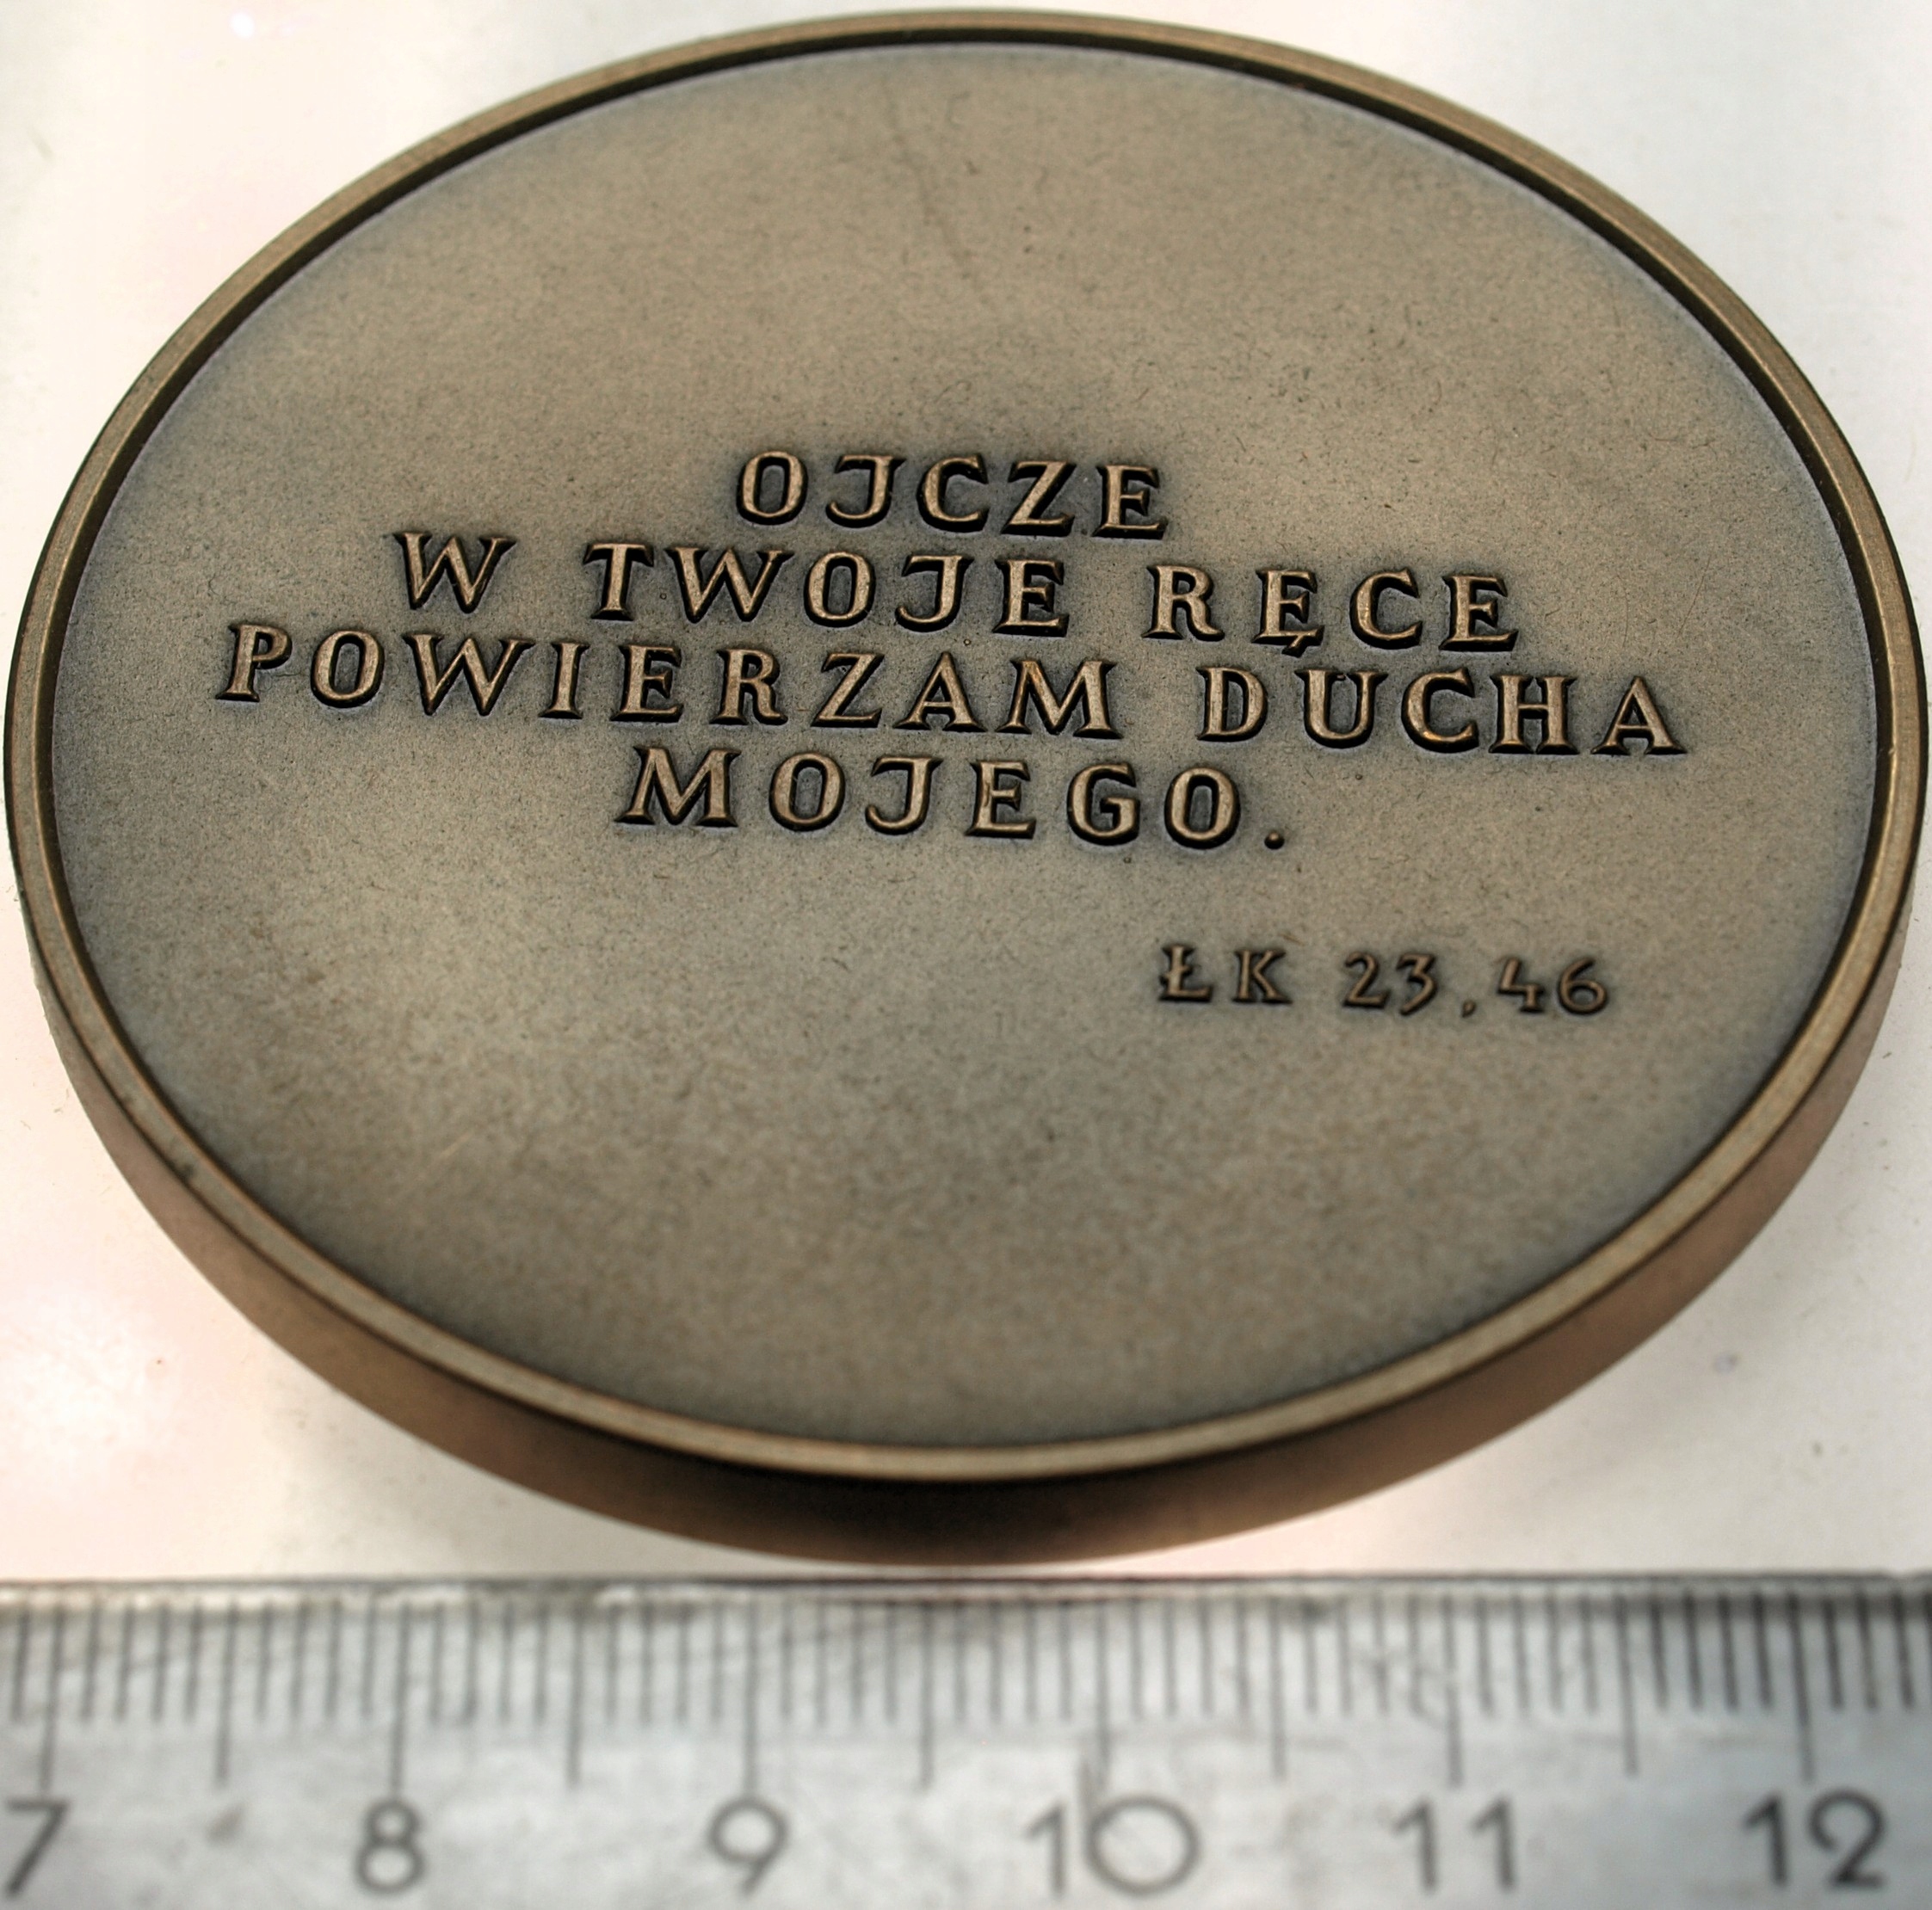 OJCZE
W TWOJE RĘCE
POWIERZAM DUCHA
MOJEGO.
ŁK 23,46
7 8 9 10 11 12